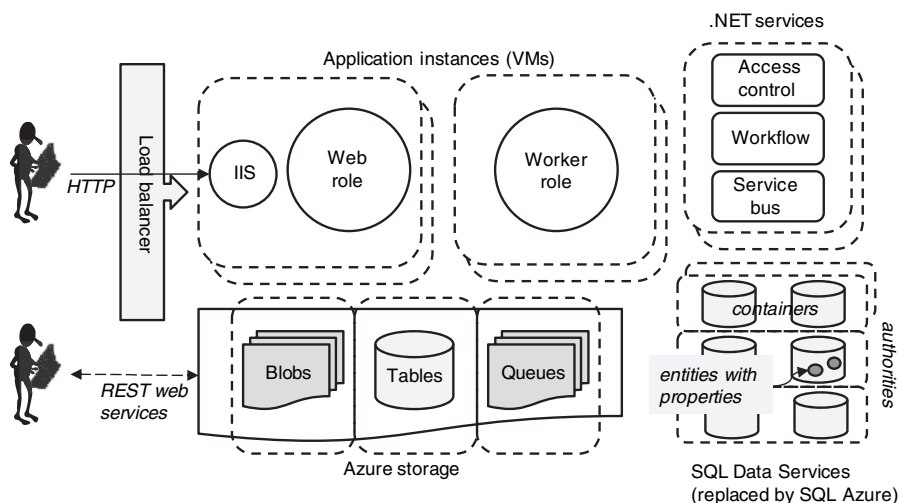 .NET services
Application instances (VMs)
Access
control
Workflow
Service
bus
Load balancer
HTTP
IIS
Web
role
Worker
role
containers
authorities
entities with
properties
REST web
services
Blobs
Tables
Queues
Azure storage
SQL Data Services
(replaced by SQL Azure)